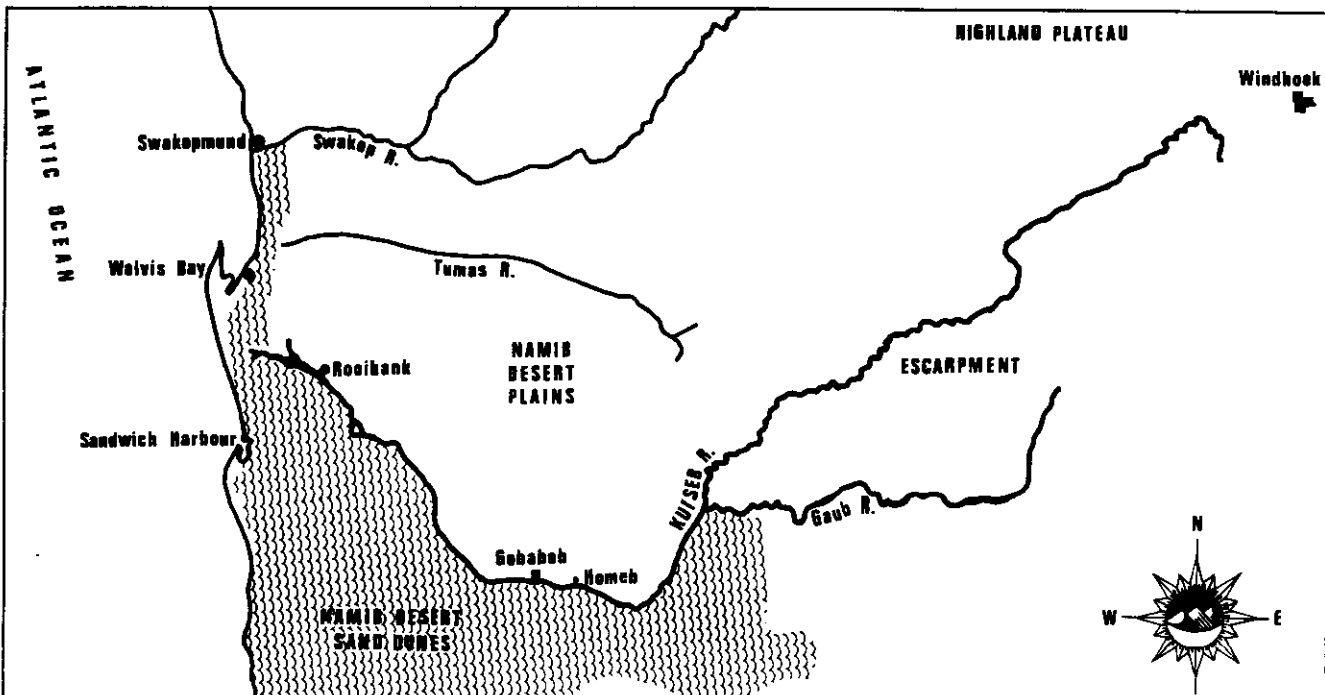 HIGHLAND PLATEAU
Windhoek
ATLANTIC OCEAN
Swakopmund
Swakop R.
Walvis Bay
Tumas R.
Rooibank
NAMIB
DESERT
PLAINS
ESCARPMENT
Sandwich Harbour
KUISEB R.
Gaub R.
Gobabeb
Homeb
NAMIB DESERT
SAND DUNES
N
W
E